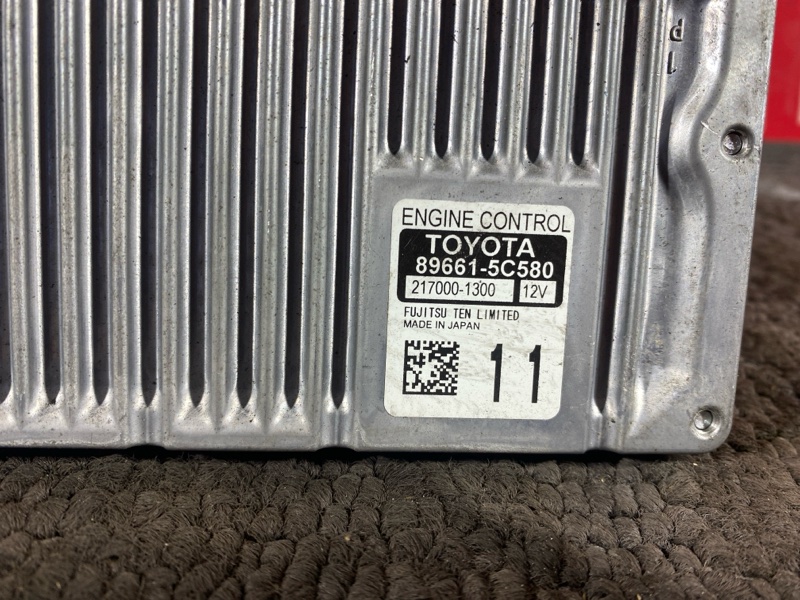 ENGINE CONTROL
TOYOTA
89661-5C580
217000-1300 12V
FUJITSU TEN LIMITED
MADE IN JAPAN
11